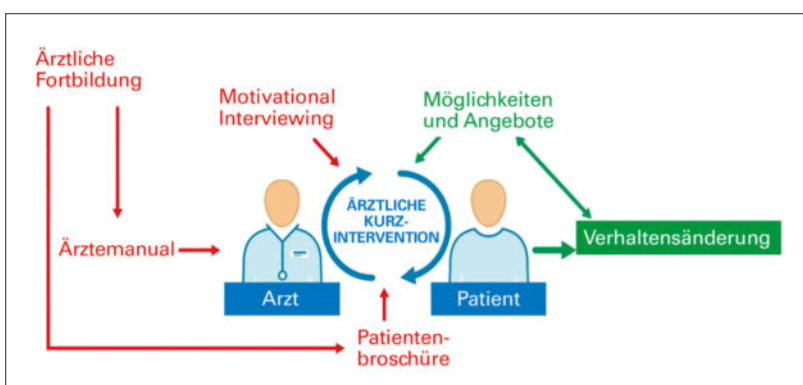 Ärztliche
Fortbildung
Motivational
Interviewing
Möglichkeiten
und Angebote
ÄRZTLICHE
KURZ-
INTERVENTION
Ärztemanual
Verhaltensänderung
Arzt
Patient
Patienten-
broschüre